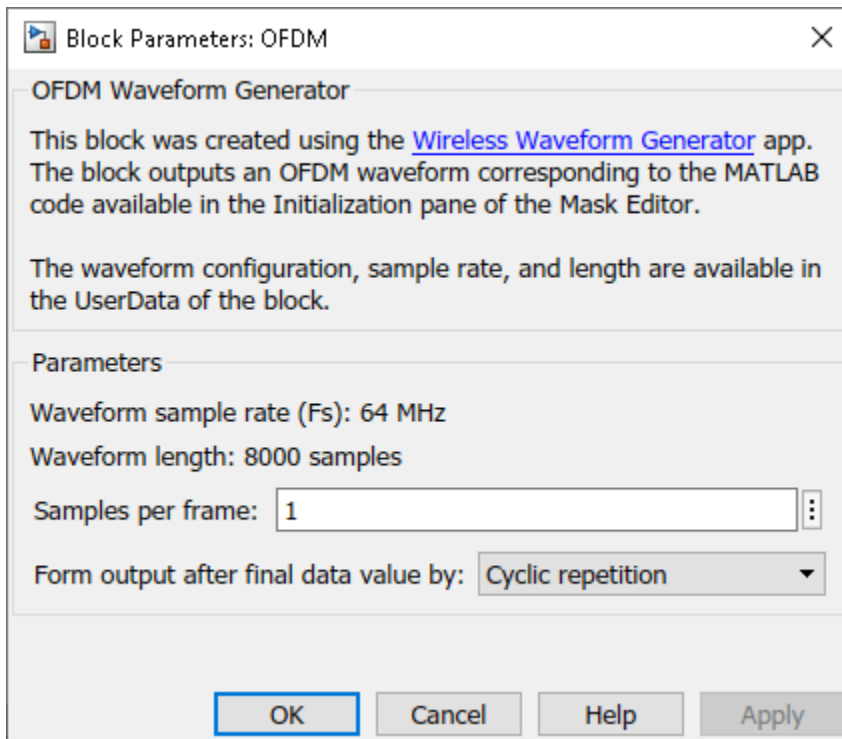 Block Parameters: OFDM
OFDM Waveform Generator
This block was created using the Wireless Waveform Generator app.
The block outputs an OFDM waveform corresponding to the MATLAB
code available in the Initialization pane of the Mask Editor.
The waveform configuration, sample rate, and length are available in
the UserData of the block.
Parameters
Waveform sample rate (Fs): 64 MHz
Waveform length: 8000 samples
Samples per frame: 1
Form output after final data value by: Cyclic repetition
OK Cancel Help Apply